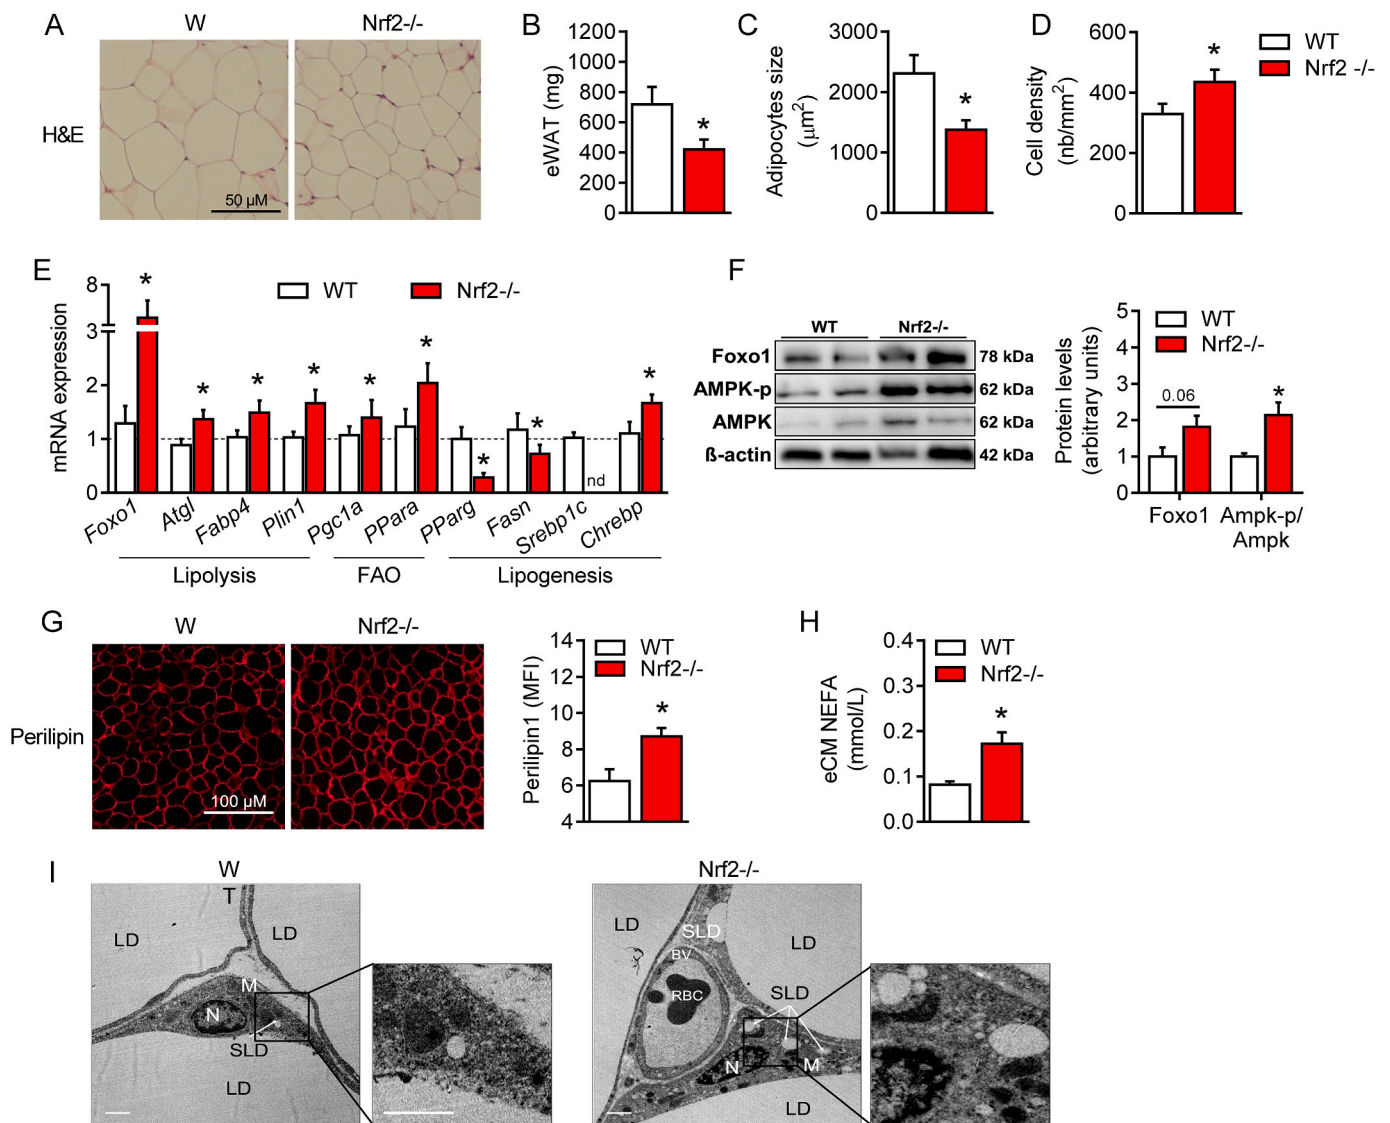 A
W
Nrf2-/-
H&E
50 µM
B
eWAT (mg)
1200
1000
800
600
400
200
0
*
C
Adipocytes size
(µm²)
3000
2000
1000
0
*
D
Cell density
(nb/mm²)
600
400
200
0
*
WT
Nrf2 -/-
E
mRNA expression
8
3
2
1
0
WT
Nrf2-/-
* * * * * * * * *
nd
Foxo1 Atgl Fabp4 Plin1 Pgc1a PPara PParg Fasn Srebp1c Chrebp
Lipolysis FAO Lipogenesis
F
WT Nrf2-/-
Foxo1 78 kDa
AMPK-p 62 kDa
AMPK 62 kDa
ß-actin 42 kDa
Protein levels
(arbitrary units)
5
4
3
2
1
0
WT
Nrf2-/-
0.06
*
Foxo1 Ampk-p/
Ampk
G
W
Nrf2-/-
Perilipin
100 µM
Perilipin1 (MFI)
14
12
10
8
6
4
WT
Nrf2-/-
*
H
eCM NEFA
(mmol/L)
0.4
0.3
0.2
0.1
0.0
WT
Nrf2-/-
*
I
W
T
LD
LD
M
N
SLD
LD
Nrf2-/-
LD
SLD
LD
BV
RBC
SLD
N
M
LD